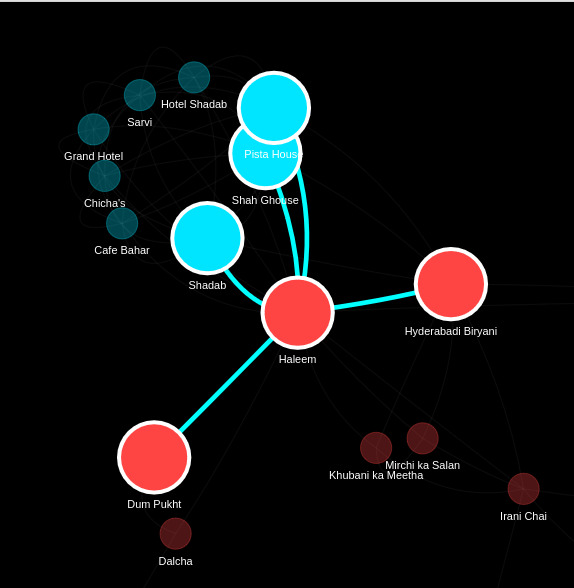 Hotel Shadab
Sarvi
Pista House
Grand Hotel
Chicha's
Shah Ghouse
Cafe Bahar
Shadab
Hyderabadi Biryani
Haleem
Mirchi ka Salan
Khubani ka Meetha
Dum Pukht
Irani Chai
Dalcha